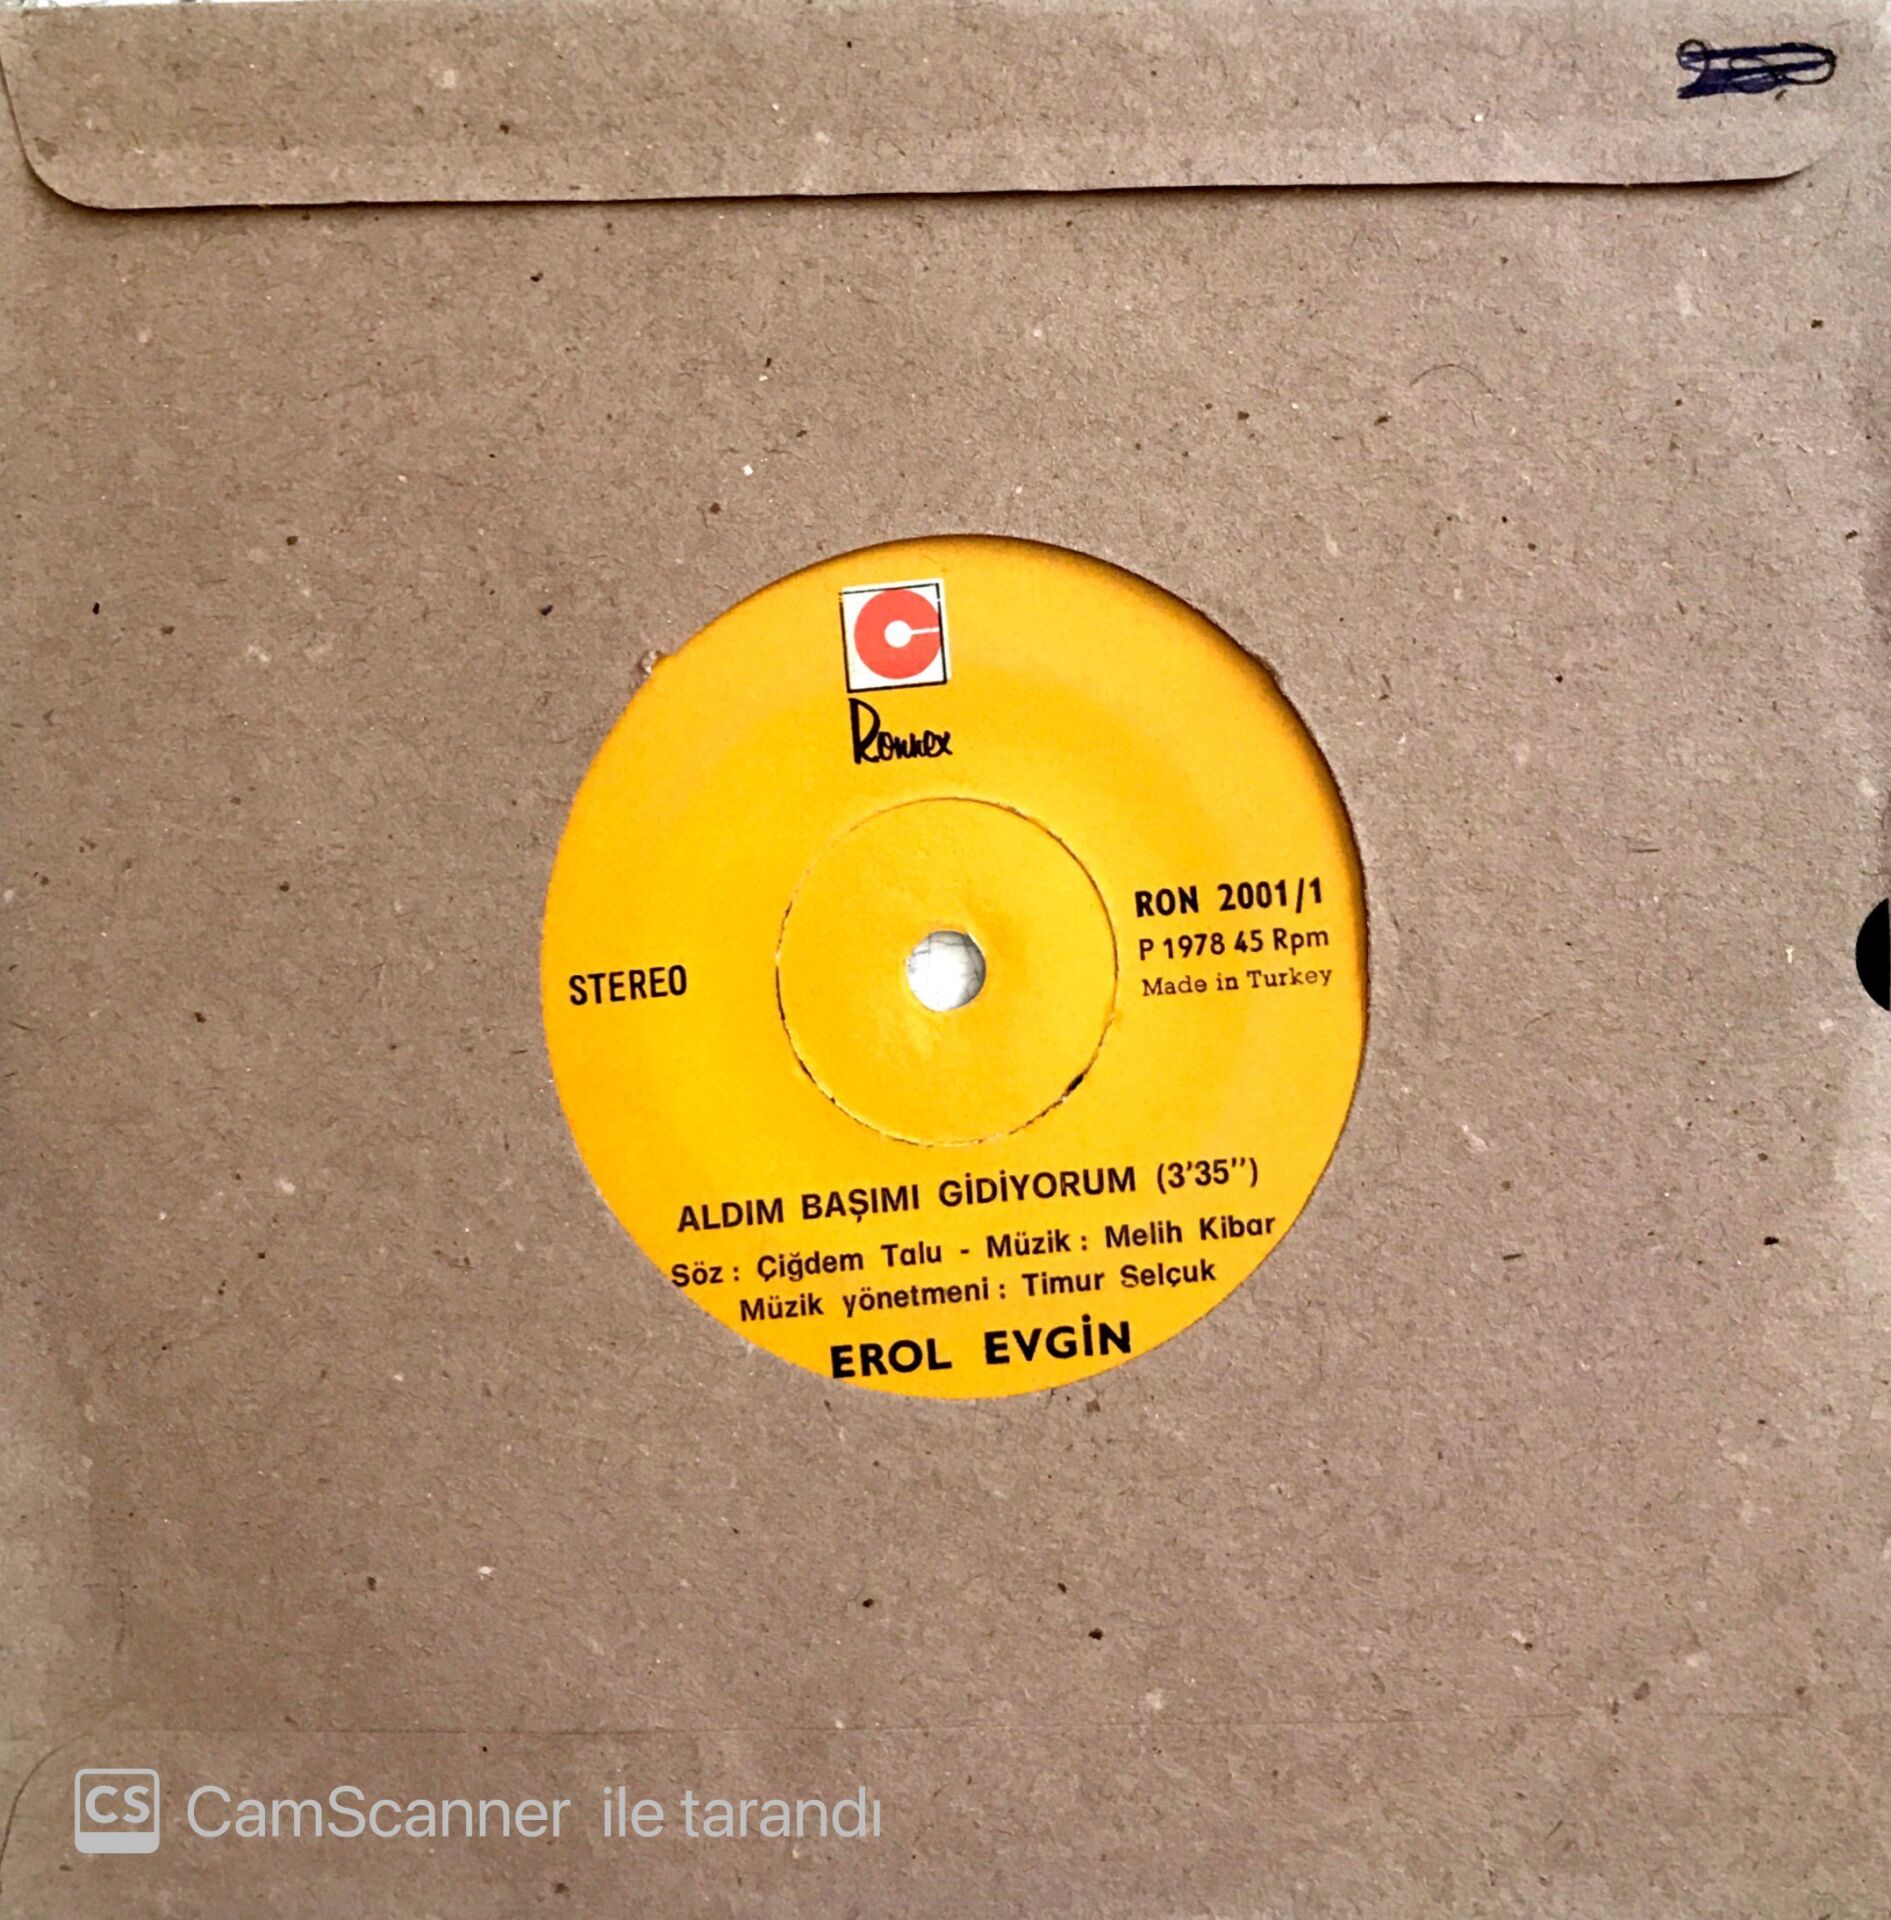 Ronnex
RON 2001/1
P 1978 45 Rpm
Made in Turkey
STEREO
ALDIM BAŞIMI GİDİYORUM (3'35")
Söz : Çiğdem Talu - Müzik : Melih Kibar
Müzik yönetmeni : Timur Selçuk
EROL EVGİN
CS CamScanner ile tarandı